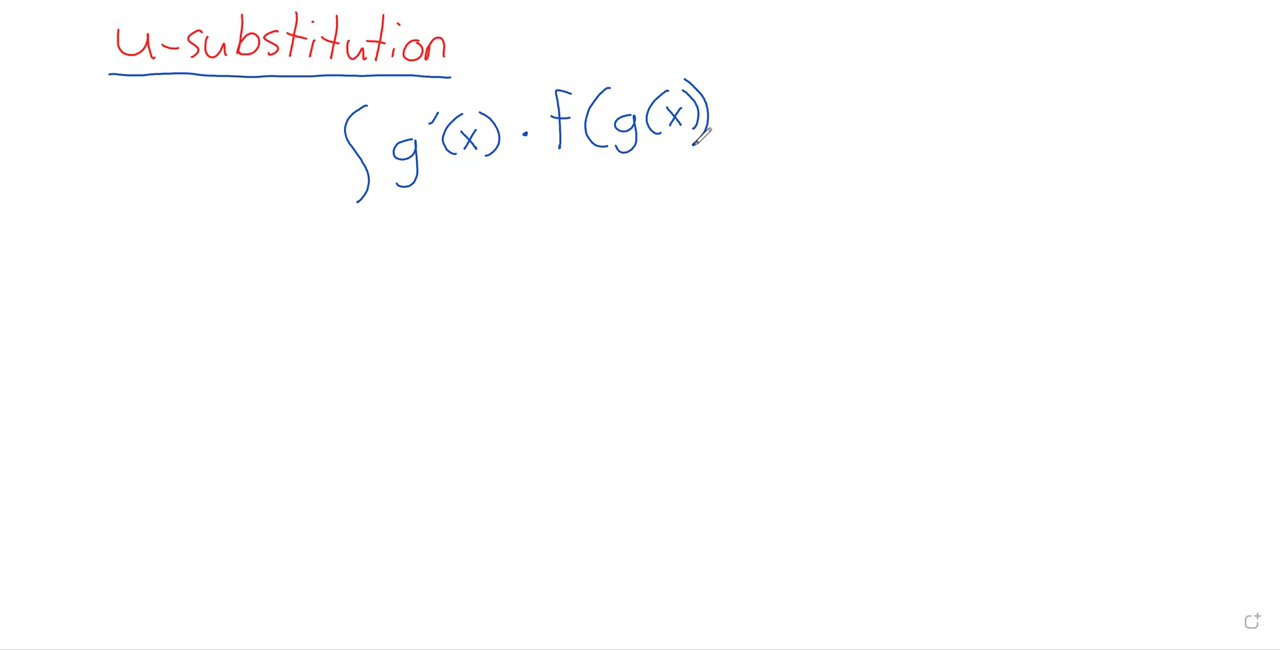 u-substitution
∫ g'(x) · f(g(x))